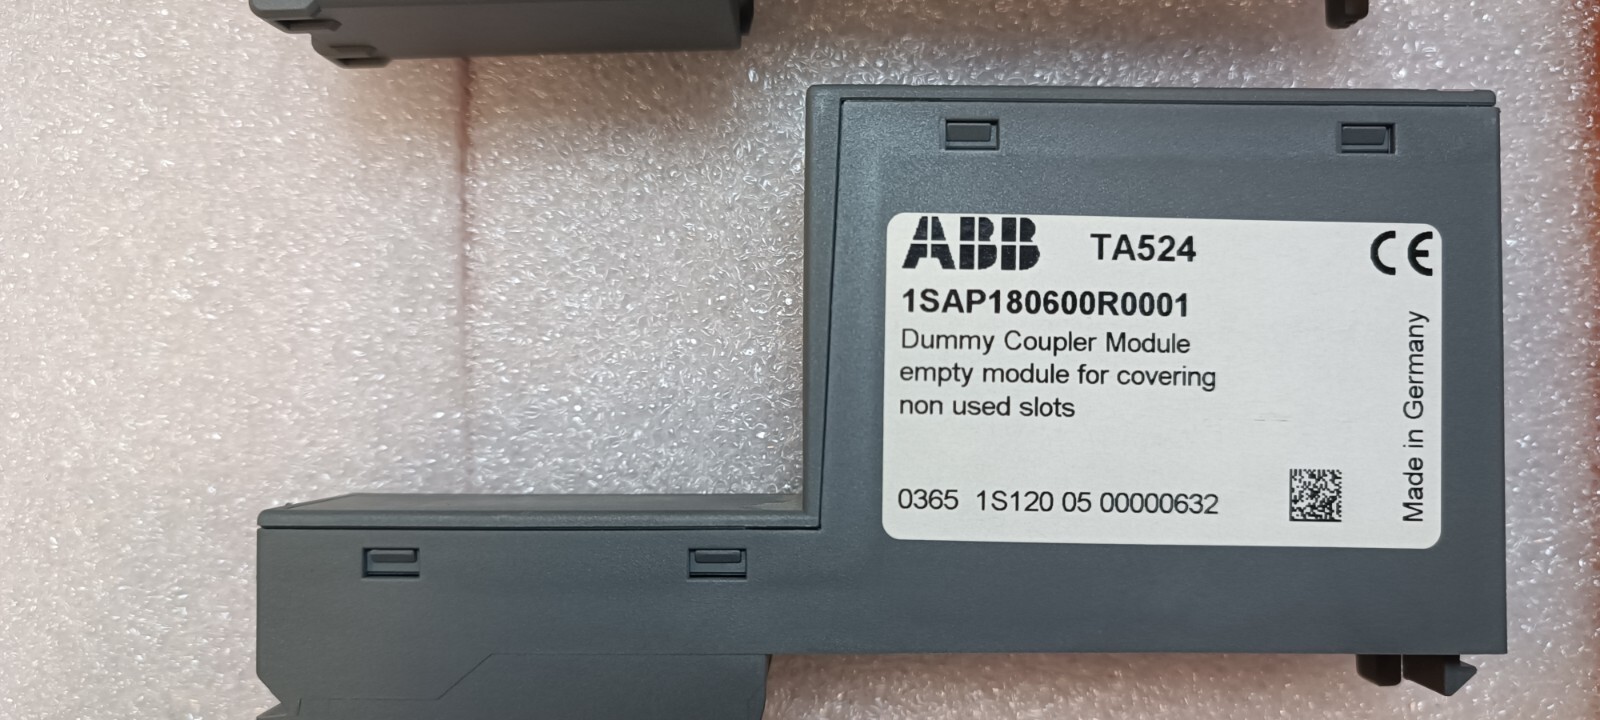 ABB TA524 CE
1SAP180600R0001
Dummy Coupler Module
empty module for covering
non used slots
0365 1S120 05 00000632
Made in Germany